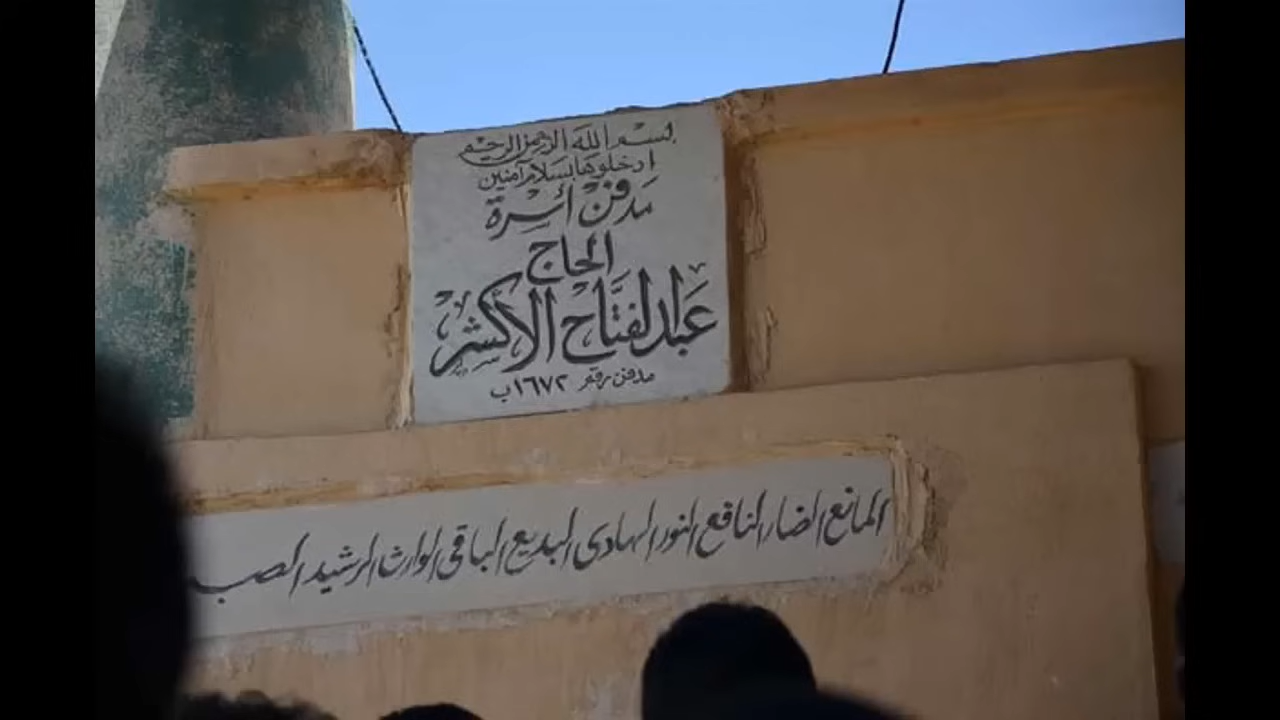 بسم الله الرحمن الرحيم
ادخلوها بسلام آمنين
مدفن أسرة
الحاج
عبد الفتاح الأكشر
مدفن رقم ١٦٧٢ ب
المانع الضار النافع النور الهادى البديع الباقى الوارث الرشيد الصب